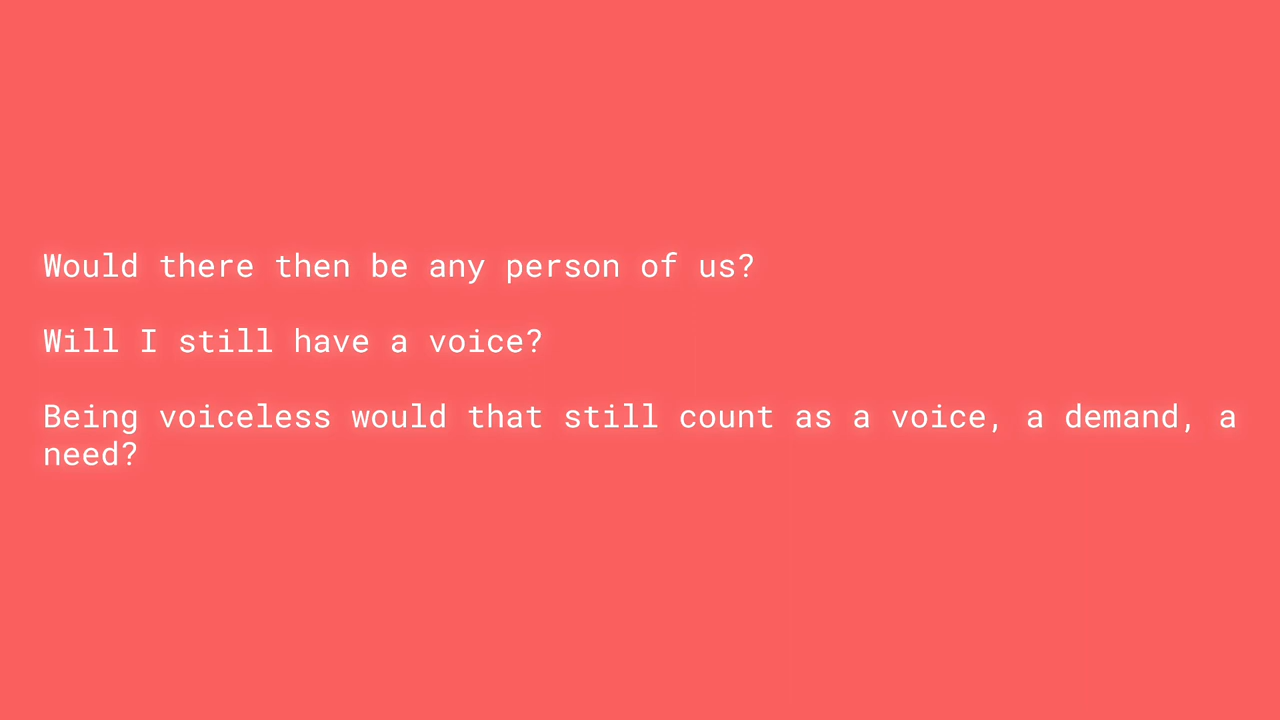 Would there then be any person of us?
Will I still have a voice?
Being voiceless would that still count as a voice, a demand, a
need?